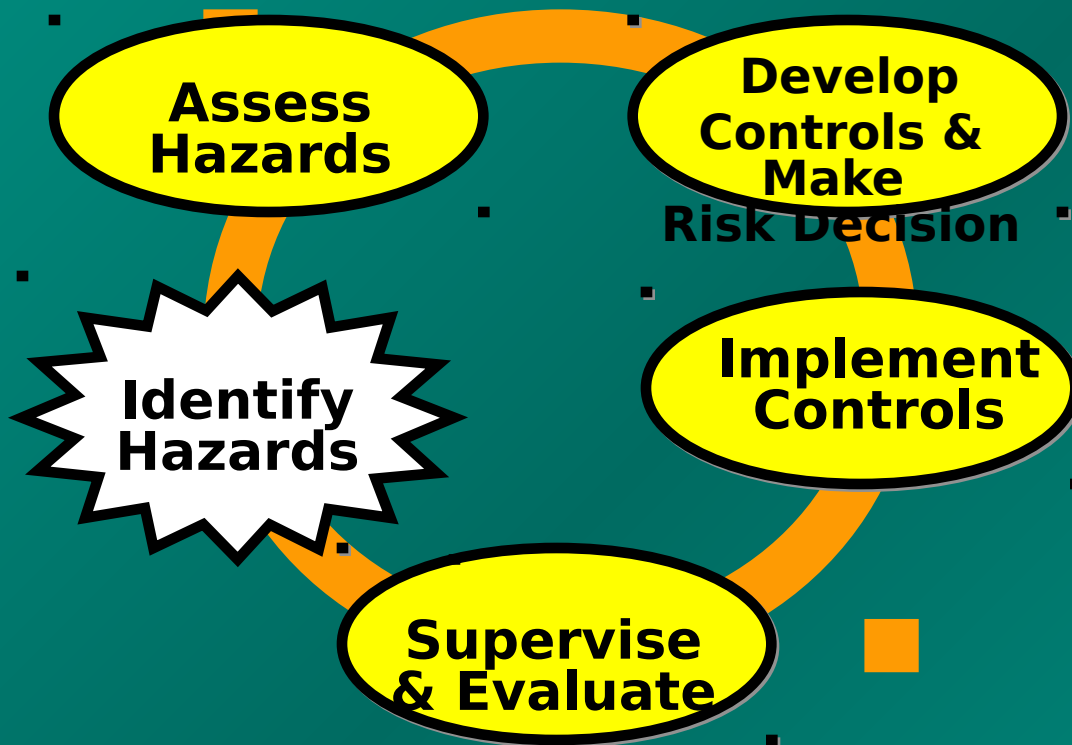 Assess
Hazards
Develop
Controls &
Make
Risk Decision
Identify
Hazards
Implement
Controls
Supervise
& Evaluate